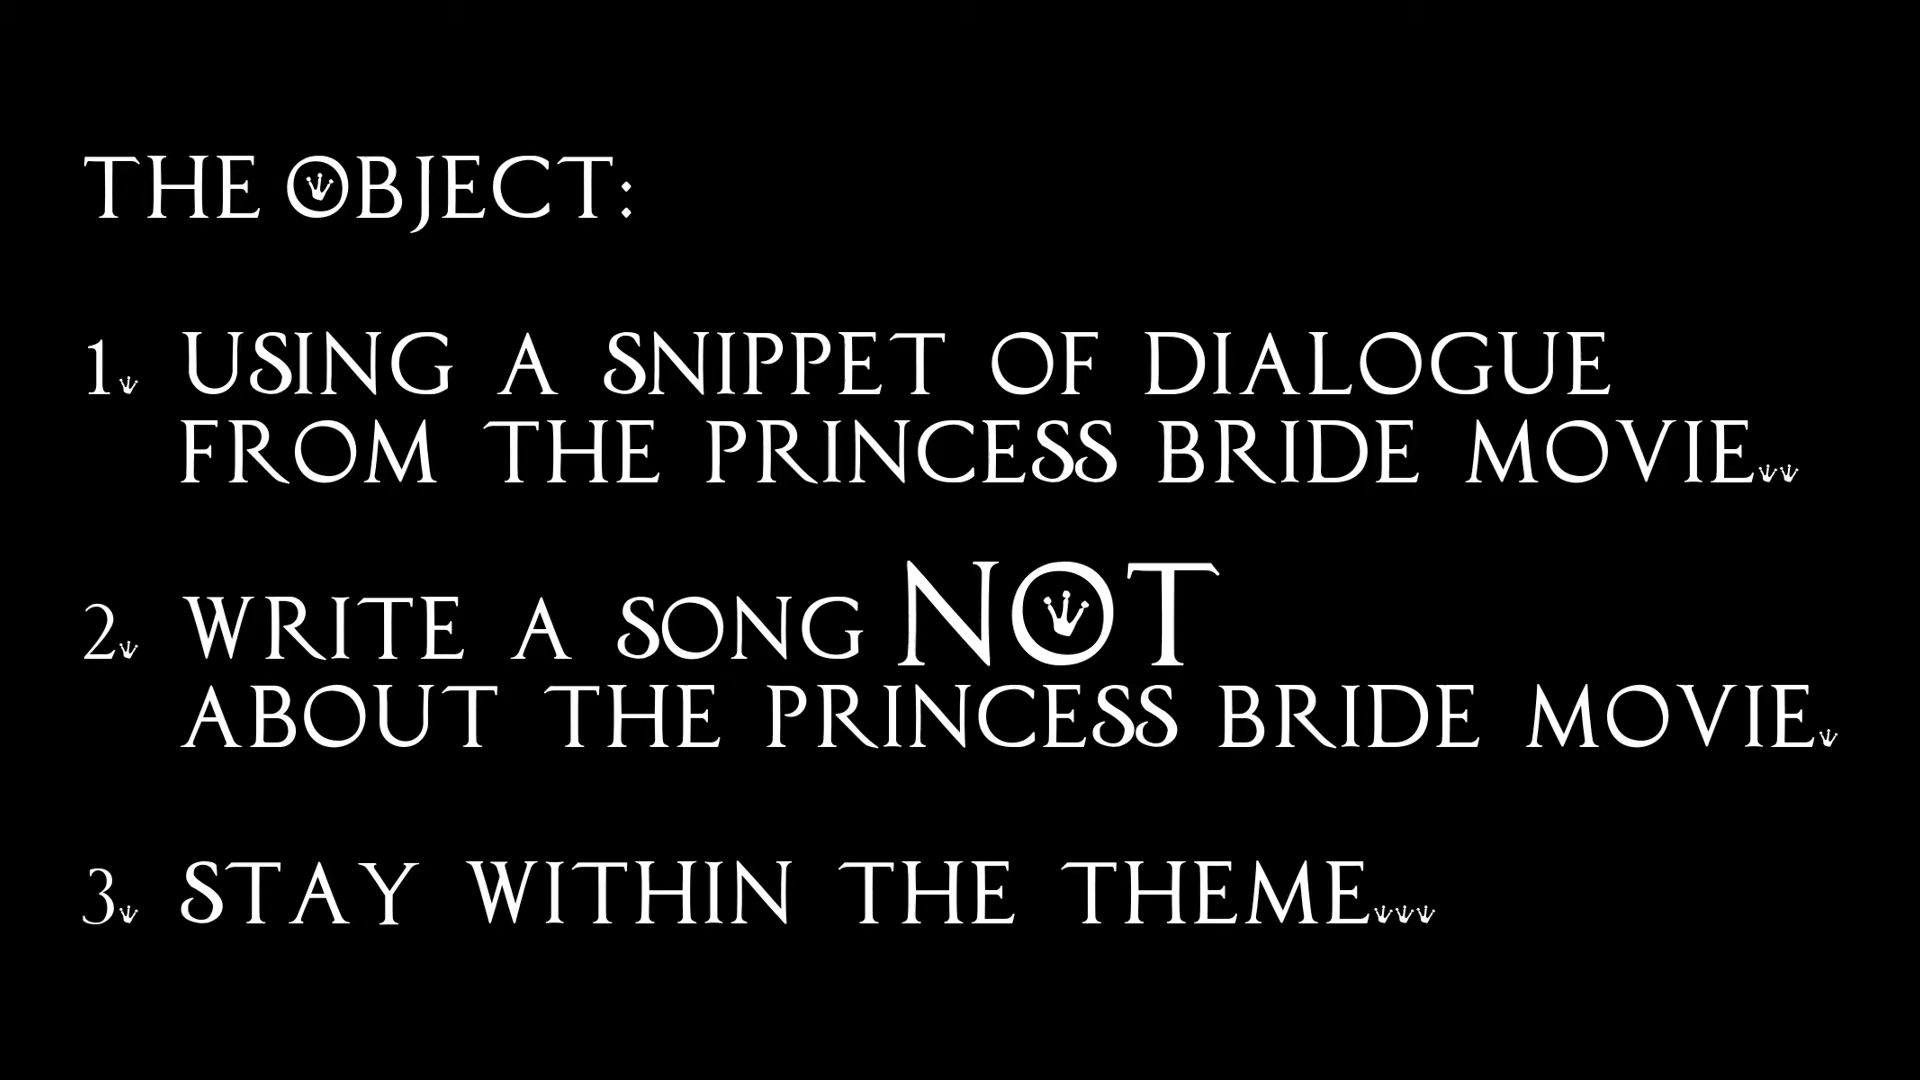 THE OBJECT:
1. USING A SNIPPET OF DIALOGUE
FROM THE PRINCESS BRIDE MOVIE..
2. WRITE A SONG NOT
ABOUT THE PRINCESS BRIDE MOVIE.
3. STAY WITHIN THE THEME...